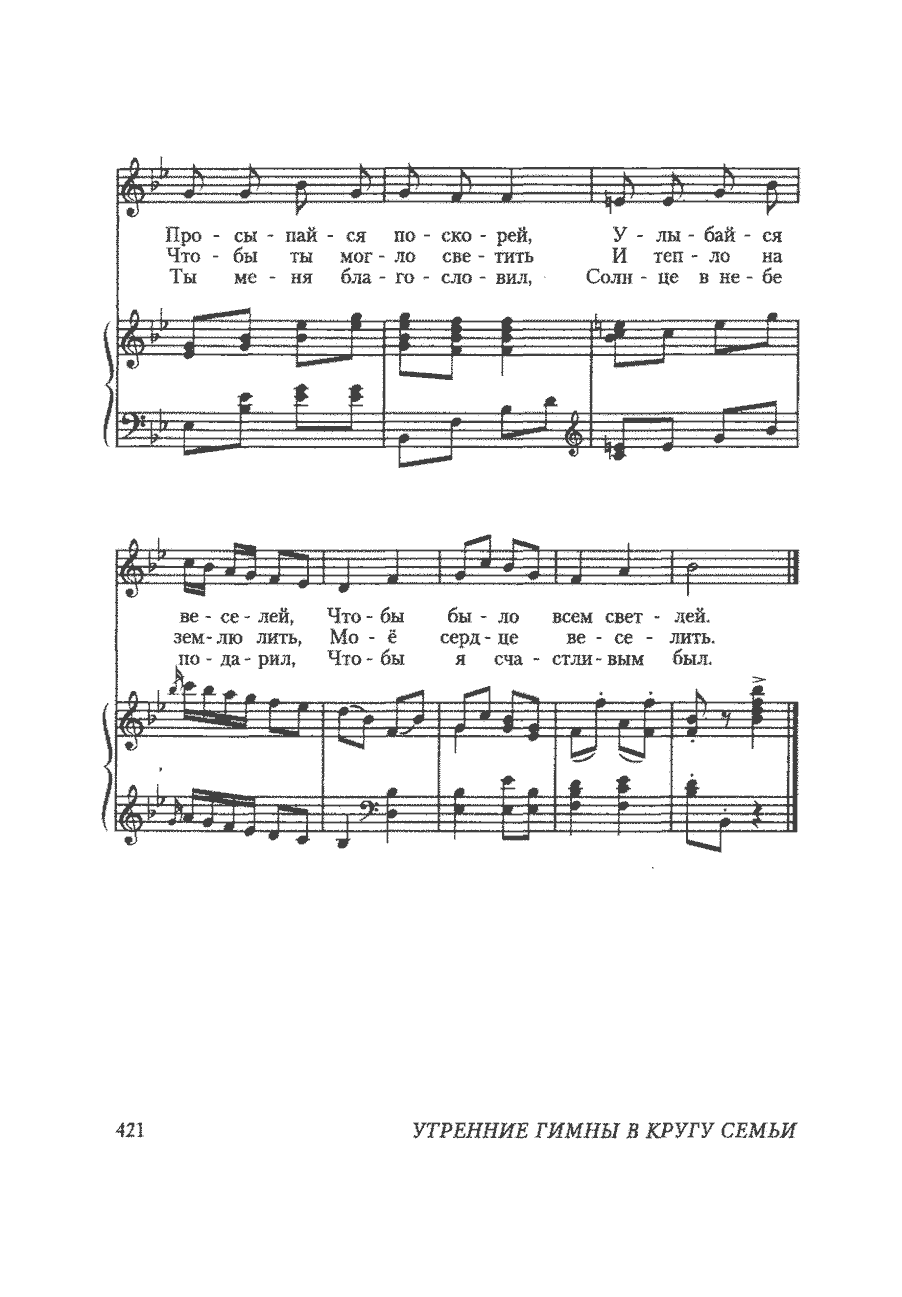 Про - сы - пай - ся по - ско - рей, У - лы - бай - ся
Что - бы ты мог - ло све - тить И теп - ло на
Ты ме - ня бла - го - сло - вил, Солн - це в не - бе
ве - се - лей, Что - бы бы - ло всем свет - лей.
зем - лю лить, Мо - ё серд - це ве - се - лить.
по - да - рил, Что - бы я сча - стли - вым был.
421 УТРЕННИЕ ГИМНЫ В КРУГУ СЕМЬИ